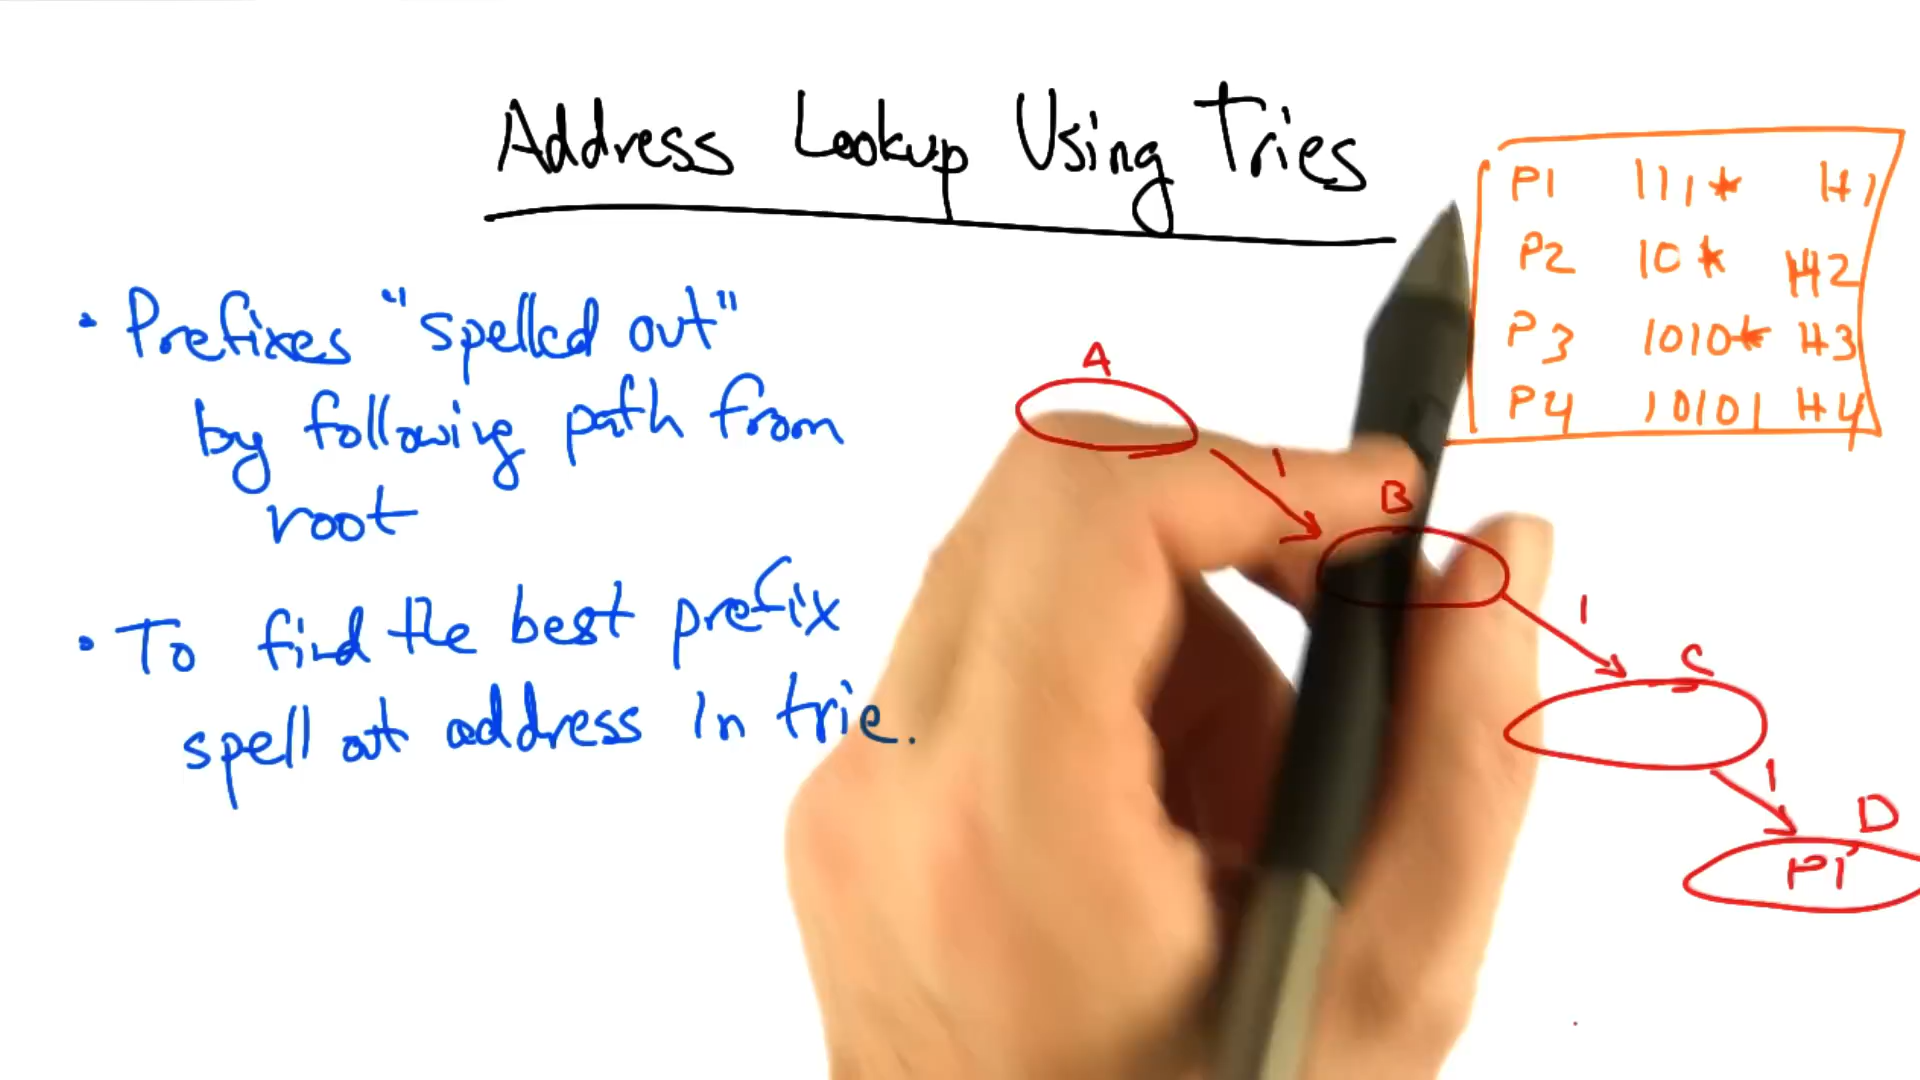 Address Lookup Using Tries
P1 111* H1
P2 10* H2
P3 1010* H3
P4 10101 H4
• Prefixes "spelled out"
by following path from
root
• To find the best prefix
spell out address in trie.
A
1
B
1
C
1
D
P1